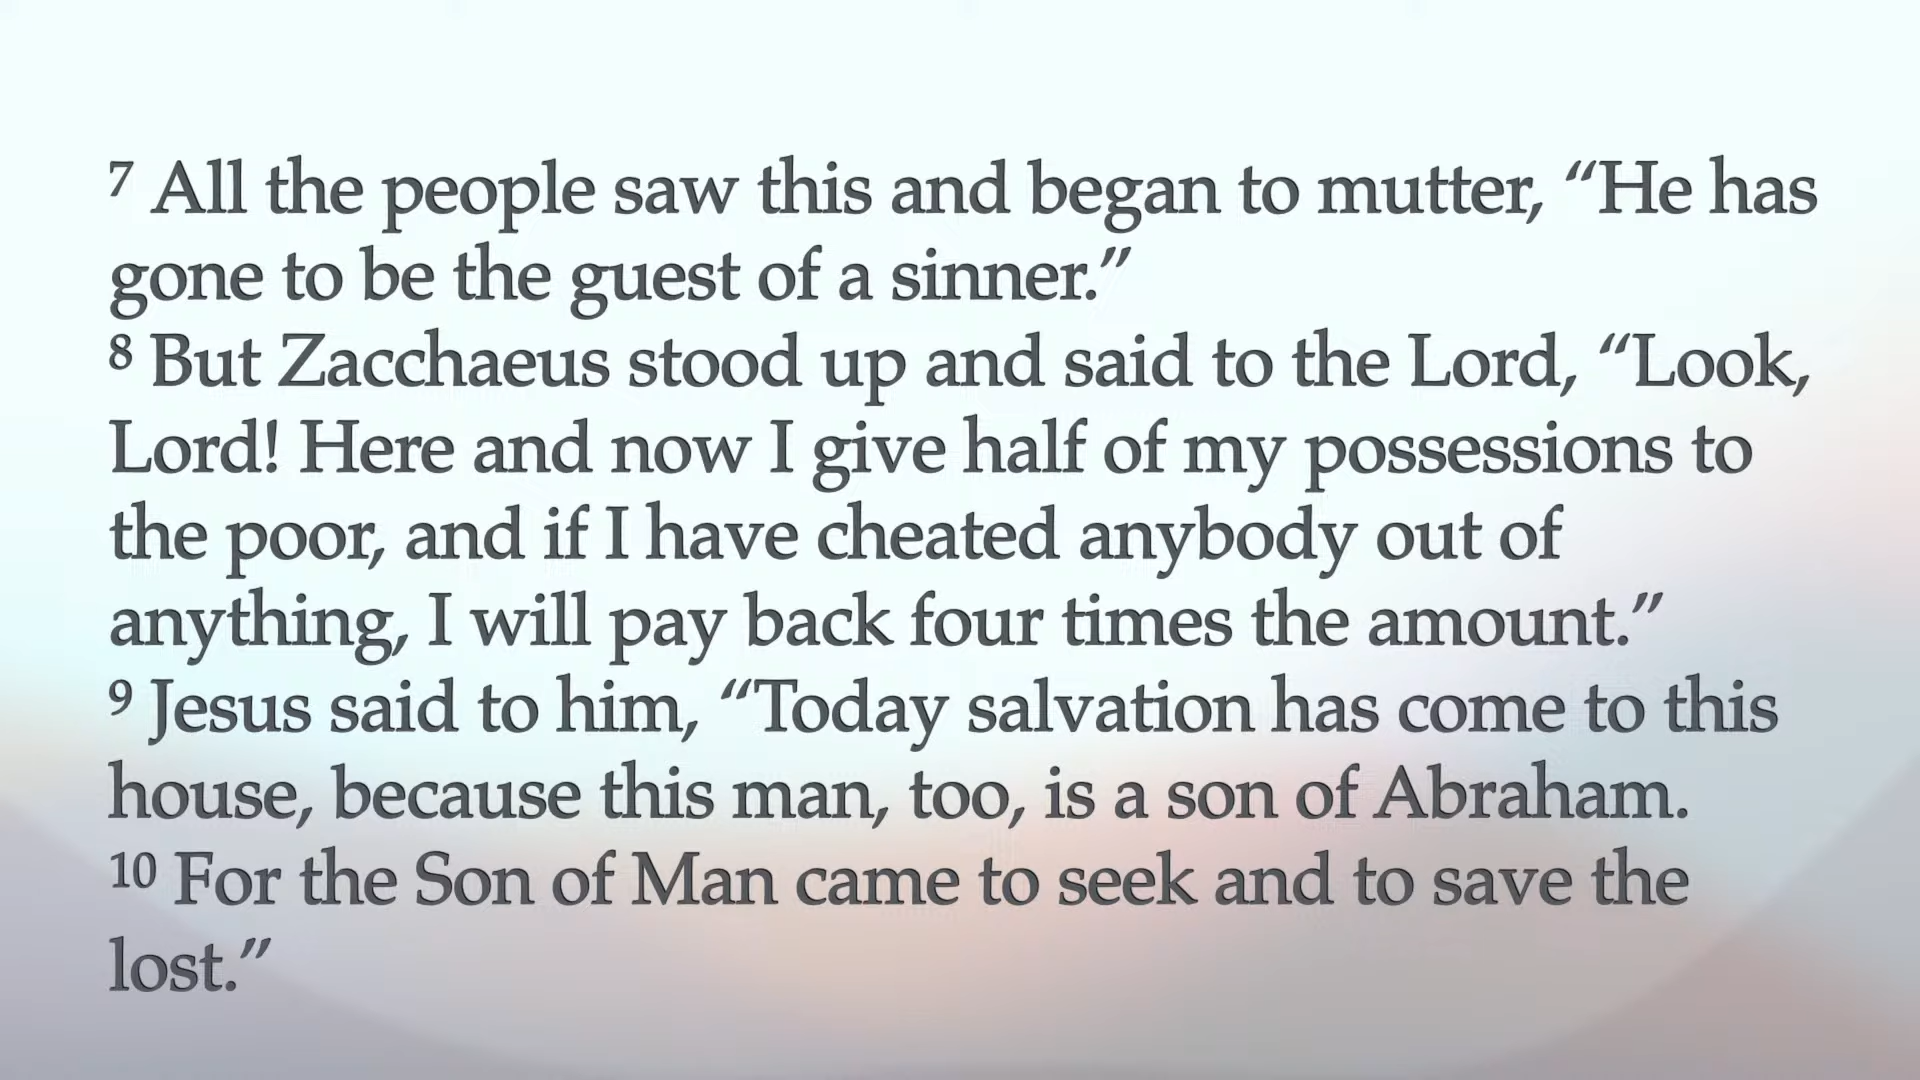 ⁷ All the people saw this and began to mutter, “He has
gone to be the guest of a sinner.”
⁸ But Zacchaeus stood up and said to the Lord, “Look,
Lord! Here and now I give half of my possessions to
the poor, and if I have cheated anybody out of
anything, I will pay back four times the amount.”
⁹ Jesus said to him, “Today salvation has come to this
house, because this man, too, is a son of Abraham.
¹⁰ For the Son of Man came to seek and to save the
lost.”